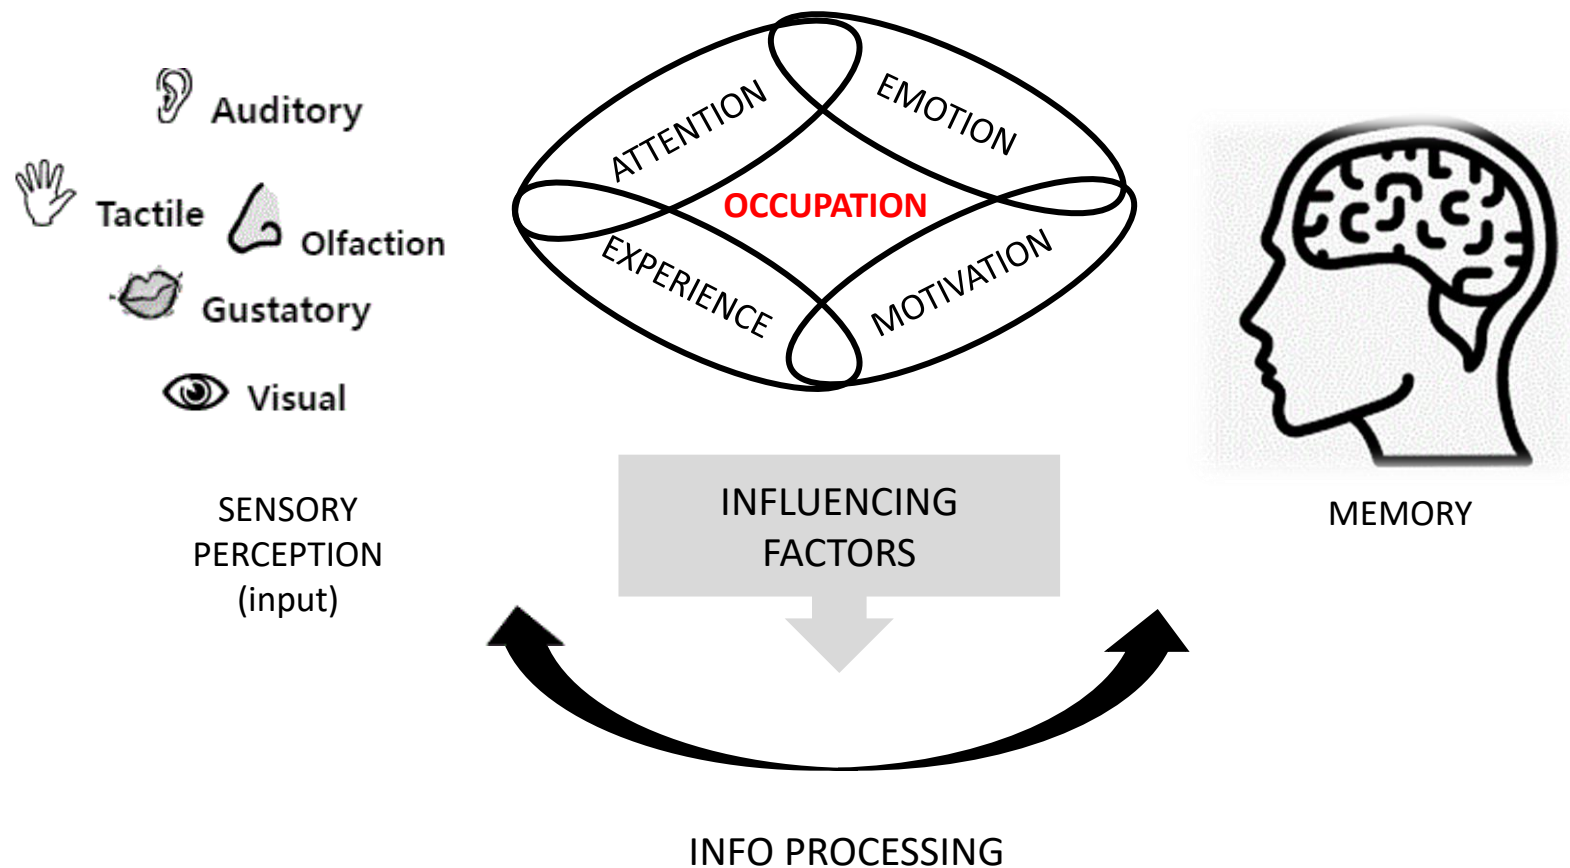 Auditory
Tactile
Olfaction
Gustatory
Visual
SENSORY
PERCEPTION
(input)
ATTENTION
EMOTION
OCCUPATION
EXPERIENCE
MOTIVATION
INFLUENCING
FACTORS
MEMORY
INFO PROCESSING